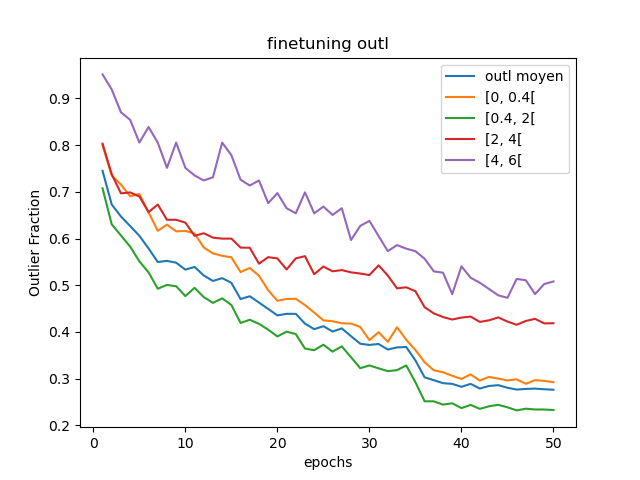 finetuning outl
outl moyen
[0, 0.4[
[0.4, 2[
[2, 4[
[4, 6[
Outlier Fraction
0.9
0.8
0.7
0.6
0.5
0.4
0.3
0.2
0 10 20 30 40 50
epochs